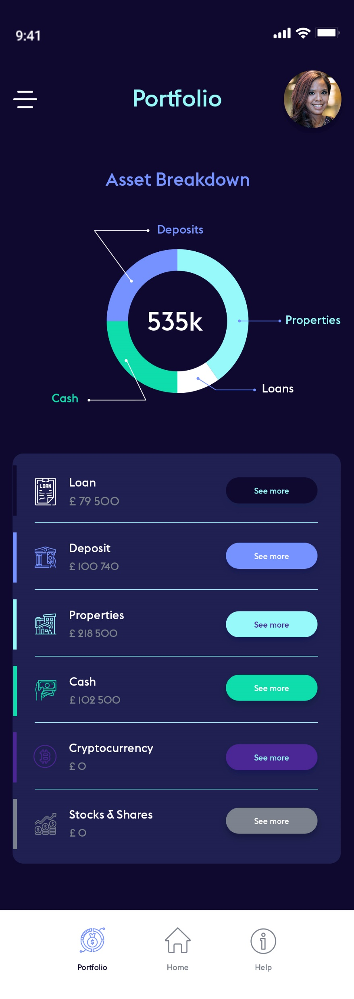 9:41
Portfolio
Asset Breakdown
Deposits
535k
Properties
Loans
Cash
LOAN
Loan
£ 79 500
See more
Deposit
£ 100 740
See more
Properties
£ 218 500
See more
Cash
£ 102 500
See more
Cryptocurrency
£ 0
See more
Stocks & Shares
£ 0
See more
Portfolio
Home
Help